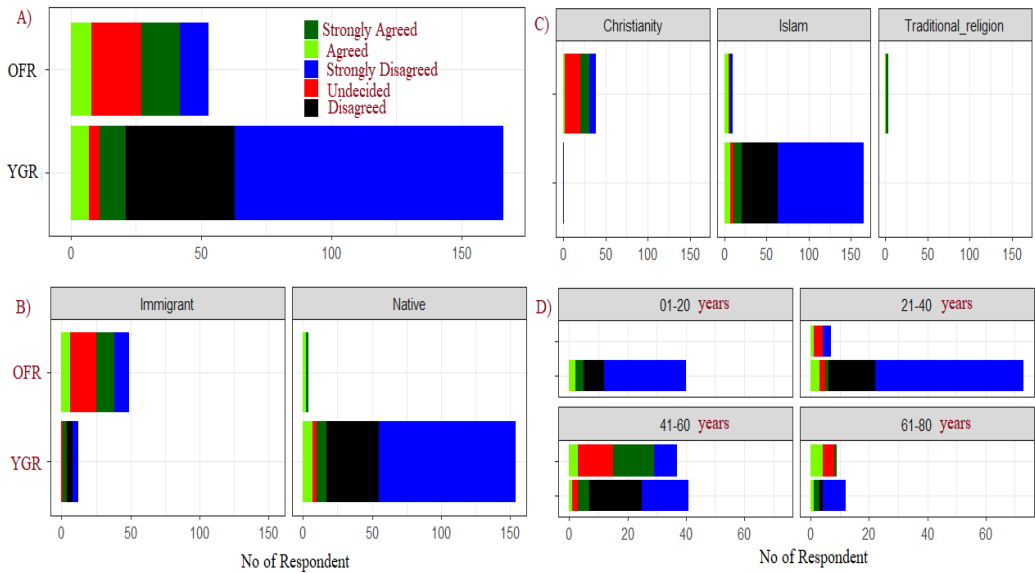 A)
Strongly Agreed
Agreed
Strongly Disagreed
Undecided
Disagreed
OFR
YGR
0 50 100 150
C)
Christianity Islam Traditional_religion
0 50 100 150 0 50 100 150 0 50 100 150
B)
Immigrant Native
OFR
YGR
0 50 100 150 0 50 100 150
No of Respondent
D)
01-20 years 21-40 years
41-60 years 61-80 years
0 20 40 60 0 20 40 60
No of Respondent